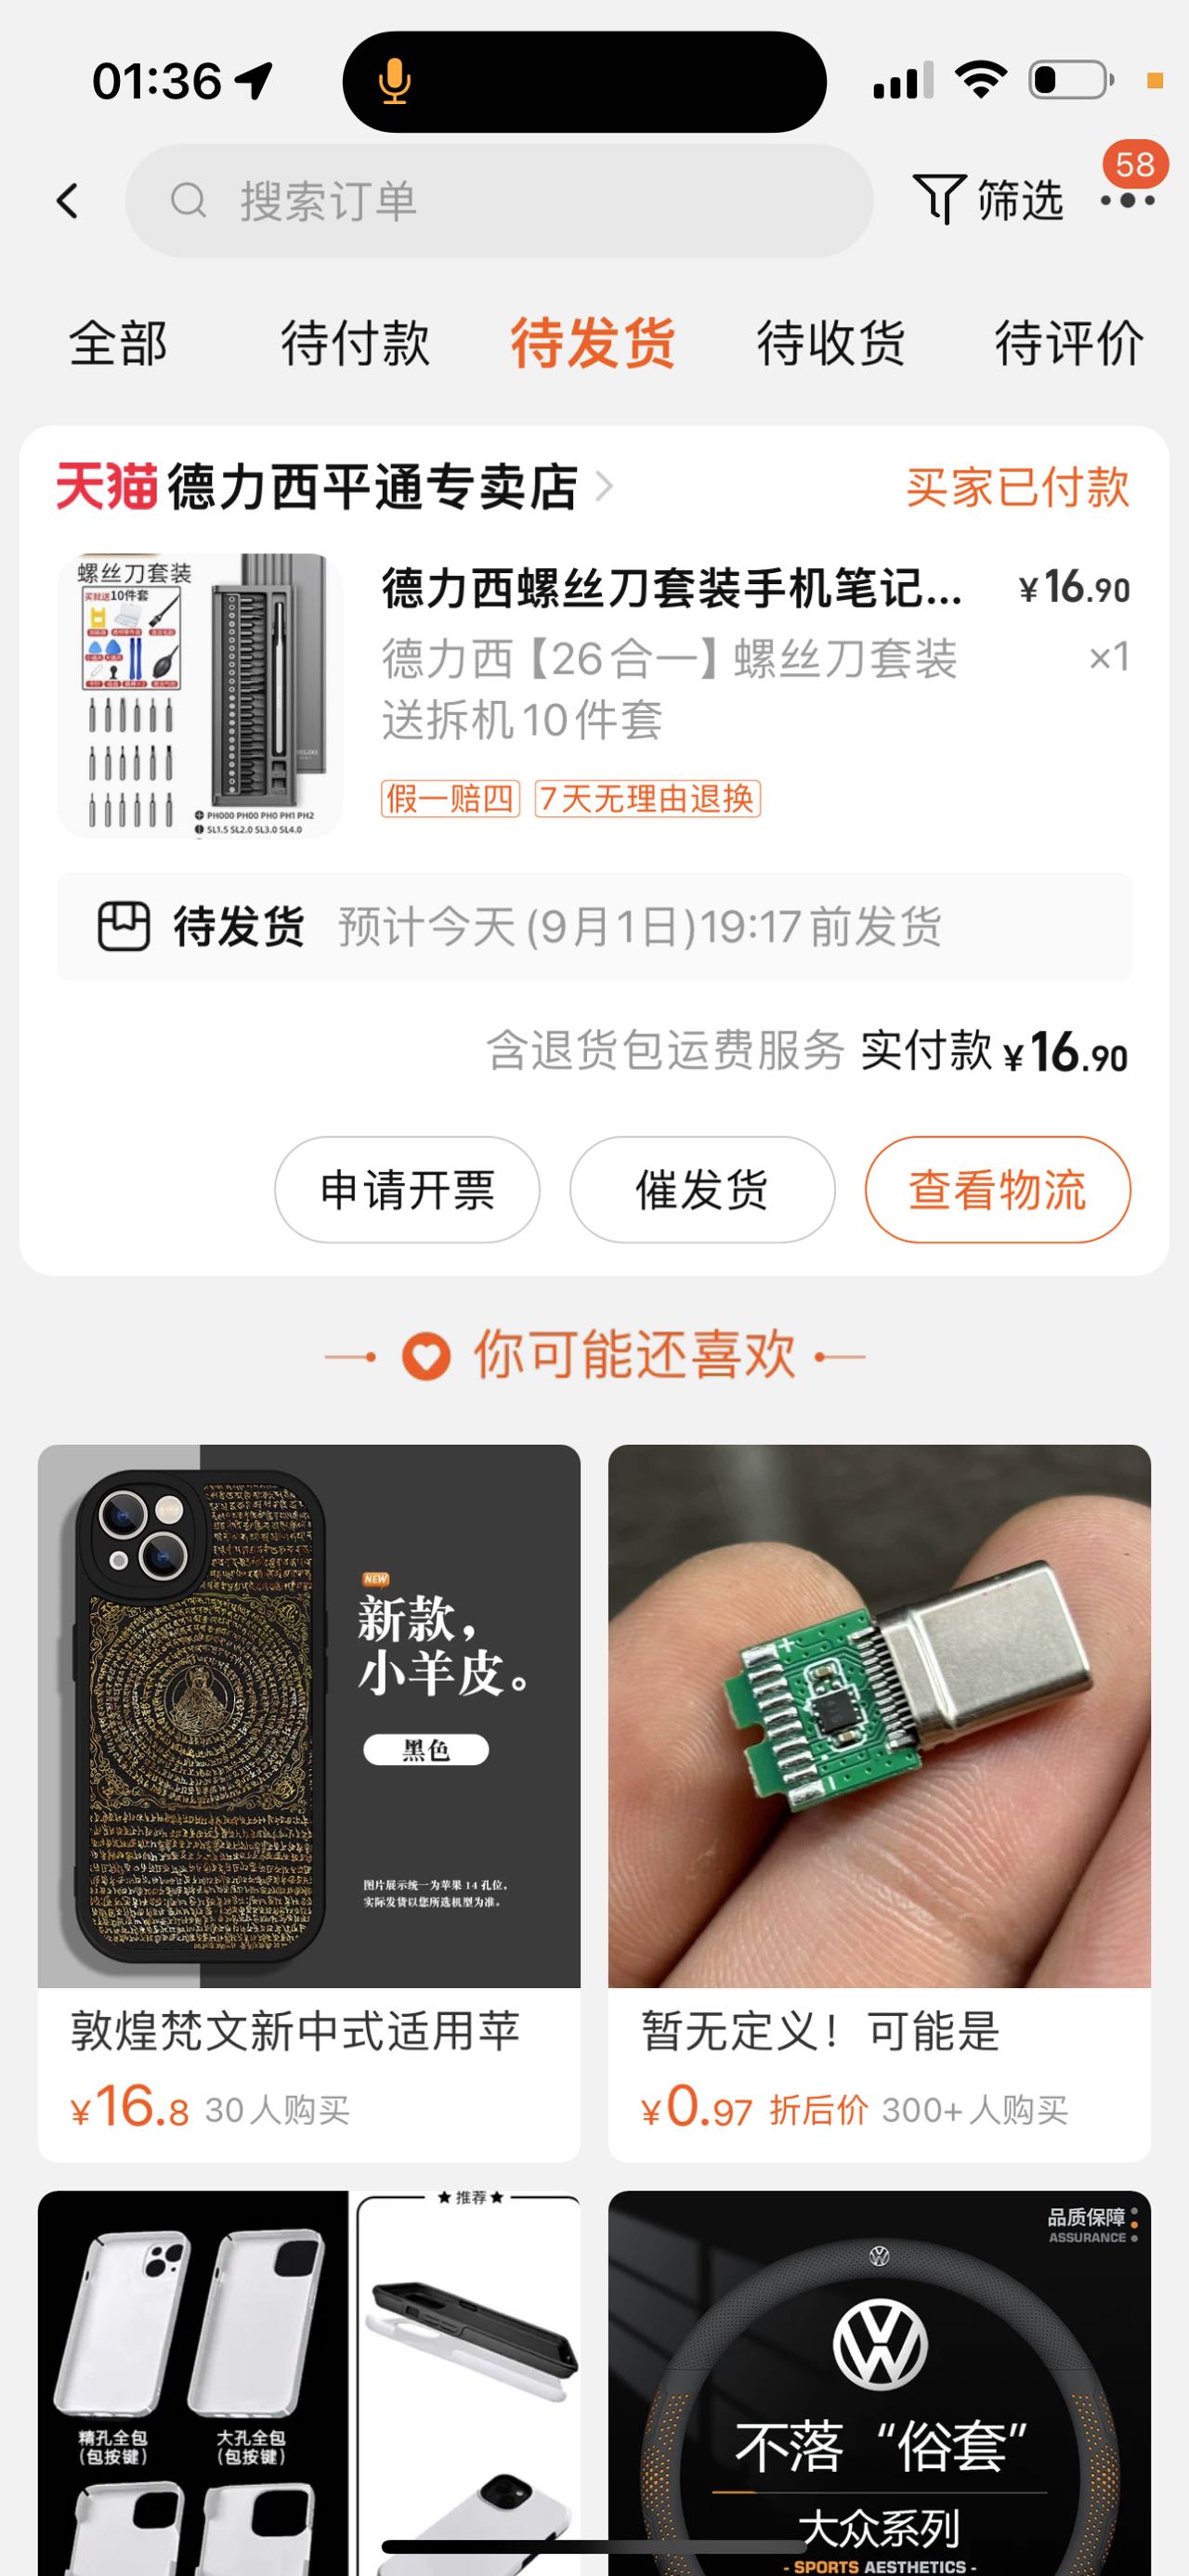 01:36
58
搜索订单
筛选
全部
待付款
待发货
待收货
待评价
天猫 德力西平通专卖店
买家已付款
螺丝刀套装
买就送10件套
PH000 PH00 PH0 PH1 PH2
SL1.5 SL2.0 SL3.0 SL4.0
德力西螺丝刀套装手机笔记...
¥16.90
德力西【26合一】螺丝刀套装
×1
送拆机10件套
假一赔四
7天无理由退换
待发货 预计今天(9月1日)19:17前发货
含退货包运费服务 实付款 ¥16.90
申请开票
催发货
查看物流
你可能还喜欢
NEW
新款，
小羊皮。
黑色
图片展示统一为苹果 14 孔位，
实际发货以您所选机型为准。
敦煌梵文新中式适用苹
¥16.8 30人购买
暂无定义！可能是
¥0.97 折后价 300+人购买
★ 推荐 ★
精孔全包
(包按键)
大孔全包
(包按键)
品质保障
ASSURANCE
不落“俗套”
大众系列
- SPORTS AESTHETICS -